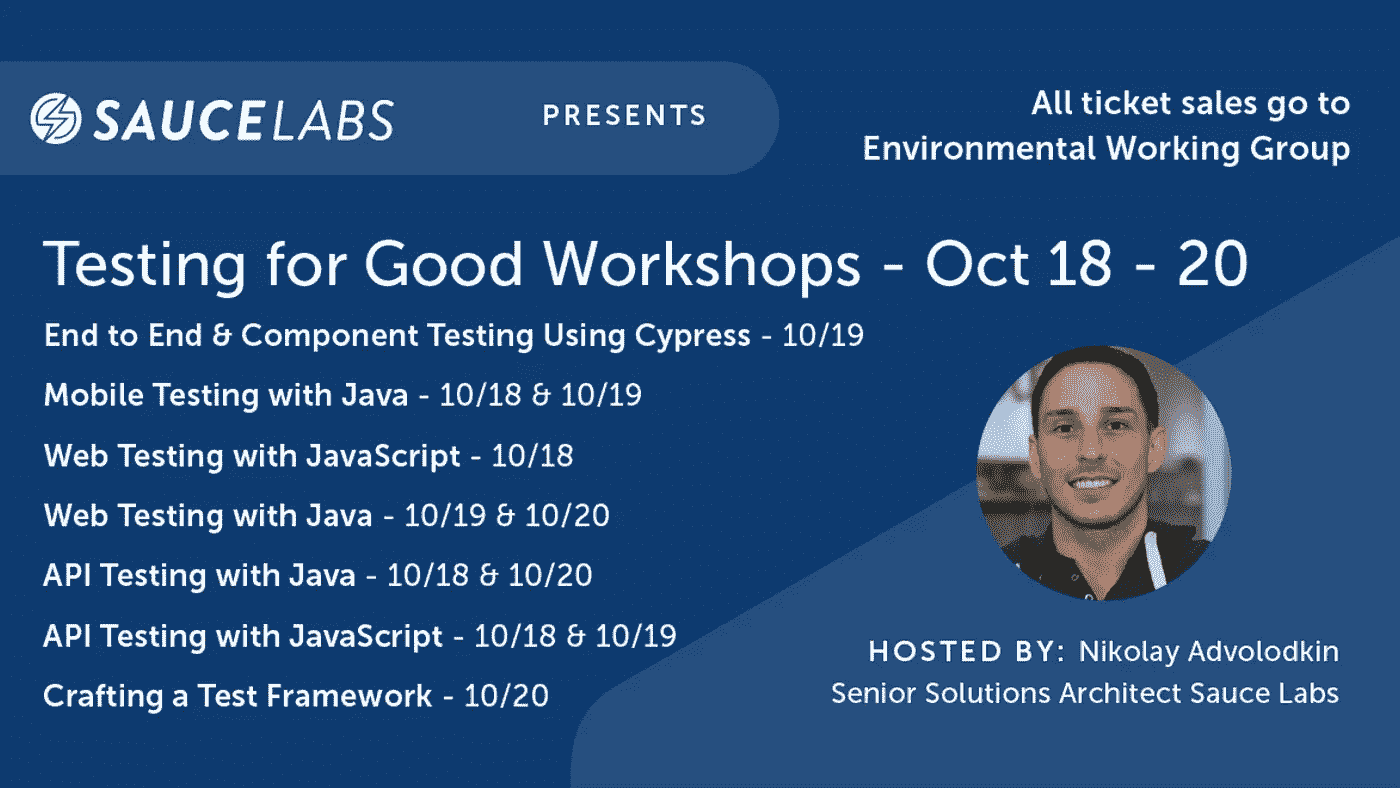 SAUCELABS PRESENTS
All ticket sales go to
Environmental Working Group
Testing for Good Workshops - Oct 18 - 20
End to End & Component Testing Using Cypress - 10/19
Mobile Testing with Java - 10/18 & 10/19
Web Testing with JavaScript - 10/18
Web Testing with Java - 10/19 & 10/20
API Testing with Java - 10/18 & 10/20
API Testing with JavaScript - 10/18 & 10/19
Crafting a Test Framework - 10/20
HOSTED BY: Nikolay Advolodkin
Senior Solutions Architect Sauce Labs